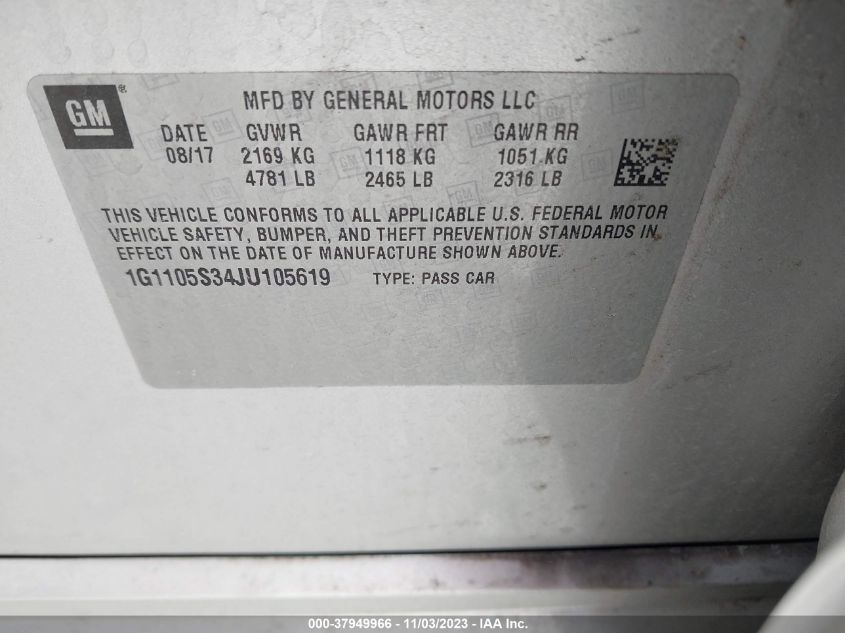 GM®
MFD BY GENERAL MOTORS LLC
DATE GVWR GAWR FRT GAWR RR
08/17 2169 KG 1118 KG 1051 KG
4781 LB 2465 LB 2316 LB
THIS VEHICLE CONFORMS TO ALL APPLICABLE U.S. FEDERAL MOTOR
VEHICLE SAFETY, BUMPER, AND THEFT PREVENTION STANDARDS IN
EFFECT ON THE DATE OF MANUFACTURE SHOWN ABOVE.
1G1105S34JU105619 TYPE: PASS CAR
000-37949966 - 11/03/2023 - IAA Inc.